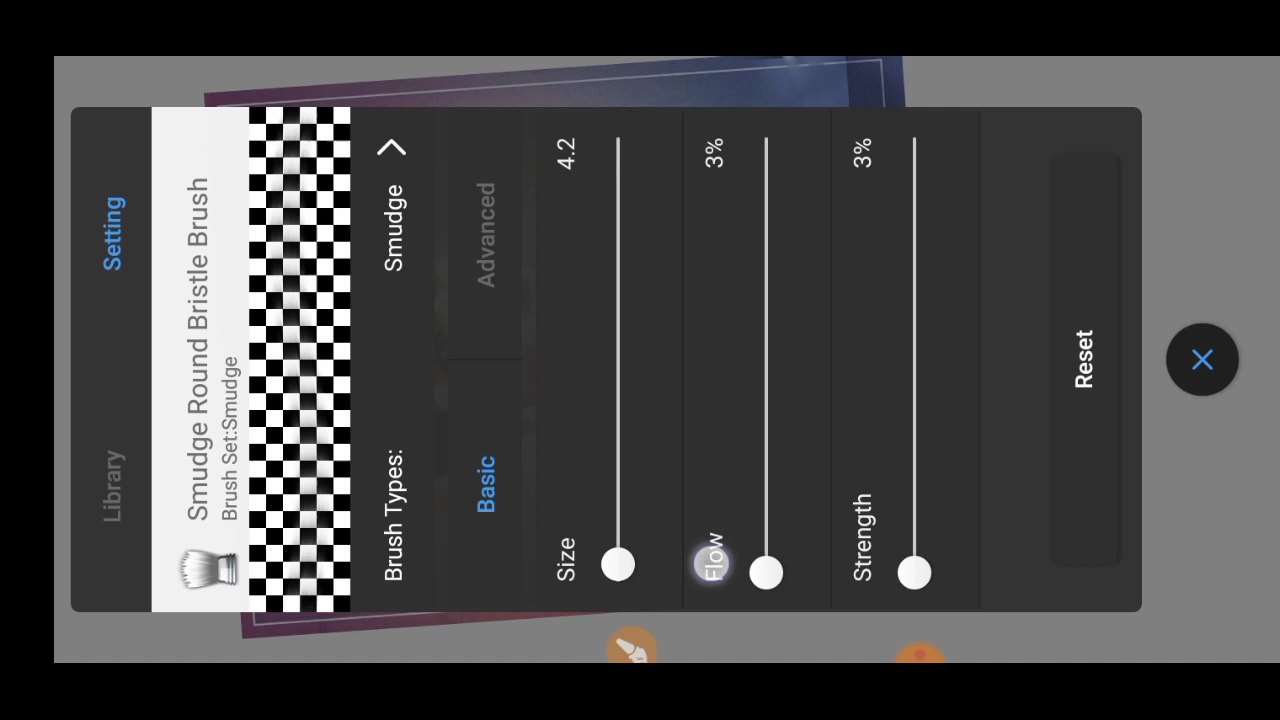 Library Setting
Smudge Round Bristle Brush
Brush Set:Smudge
Brush Types: Smudge
Basic Advanced
Size 4.2
Flow 3%
Strength 3%
Reset